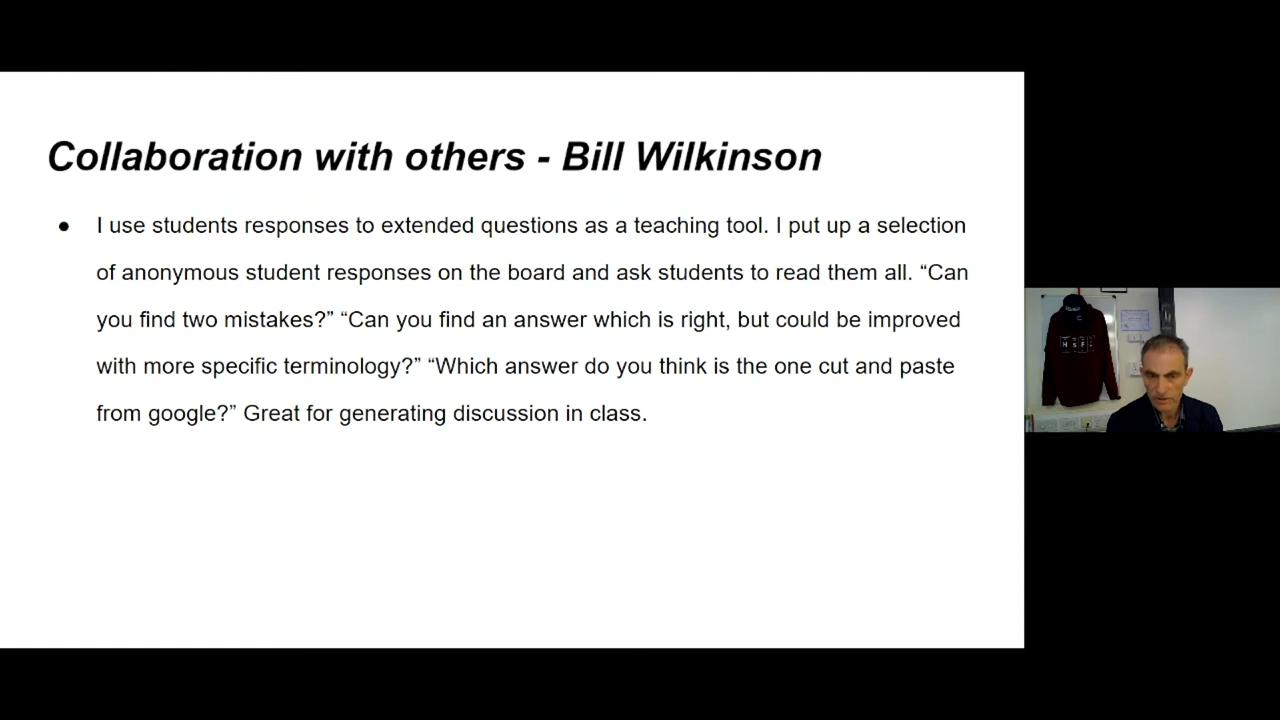 Collaboration with others - Bill Wilkinson
● I use students responses to extended questions as a teaching tool. I put up a selection
of anonymous student responses on the board and ask students to read them all. “Can
you find two mistakes?” “Can you find an answer which is right, but could be improved
with more specific terminology?” “Which answer do you think is the one cut and paste
from google?” Great for generating discussion in class.